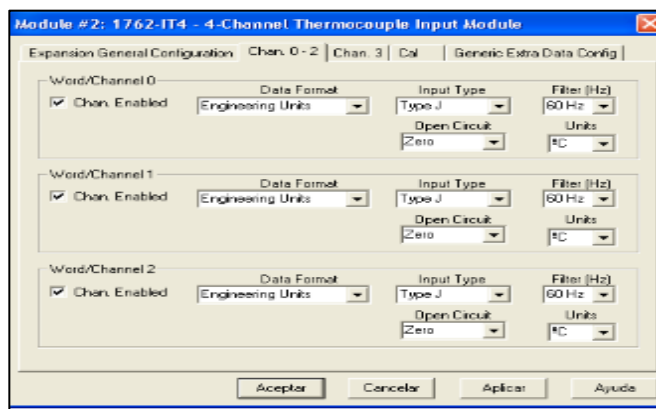 Module #2: 1762-IT4 - 4-Channel Thermocouple Input Module
Expansion General Configuration Chan. 0 - 2 Chan. 3 Cal Generic Extra Data Config
Word/Channel 0
Data Format Input Type Filter (Hz)
Chan. Enabled Engineering Units Type J 60 Hz
Open Circuit Units
Zero ºC
Word/Channel 1
Data Format Input Type Filter (Hz)
Chan. Enabled Engineering Units Type J 60 Hz
Open Circuit Units
Zero ºC
Word/Channel 2
Data Format Input Type Filter (Hz)
Chan. Enabled Engineering Units Type J 60 Hz
Open Circuit Units
Zero ºC
Aceptar Cancelar Aplicar Ayuda